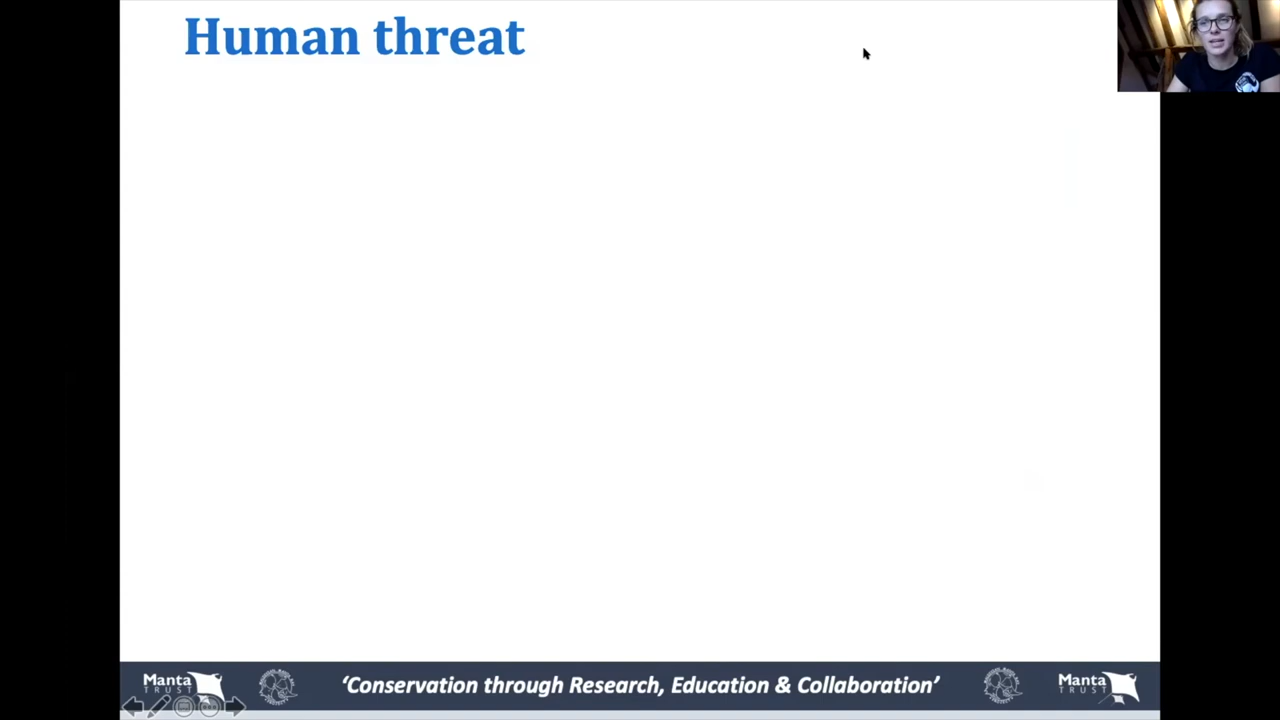 Human threat
Manta
TRUST
‘Conservation through Research, Education & Collaboration’
Manta
TRUST